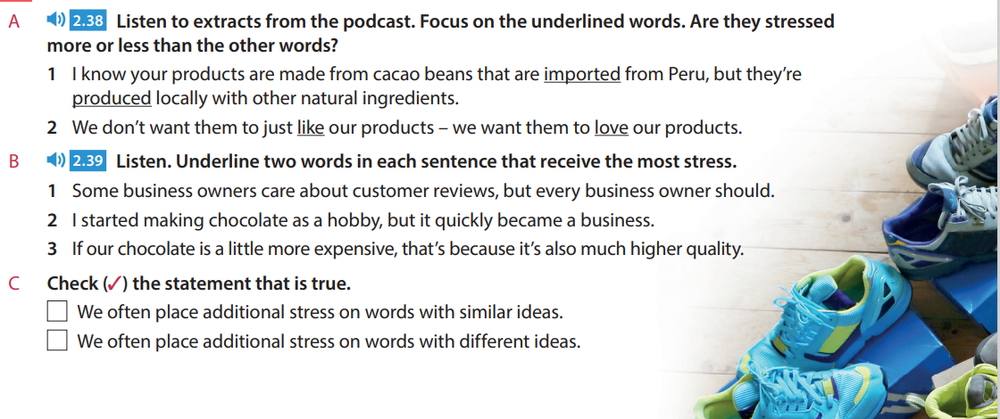 A 2.38 Listen to extracts from the podcast. Focus on the underlined words. Are they stressed
more or less than the other words?
1 I know your products are made from cacao beans that are imported from Peru, but they’re
produced locally with other natural ingredients.
2 We don’t want them to just like our products – we want them to love our products.
B 2.39 Listen. Underline two words in each sentence that receive the most stress.
1 Some business owners care about customer reviews, but every business owner should.
2 I started making chocolate as a hobby, but it quickly became a business.
3 If our chocolate is a little more expensive, that’s because it’s also much higher quality.
C Check (✓) the statement that is true.
We often place additional stress on words with similar ideas.
We often place additional stress on words with different ideas.